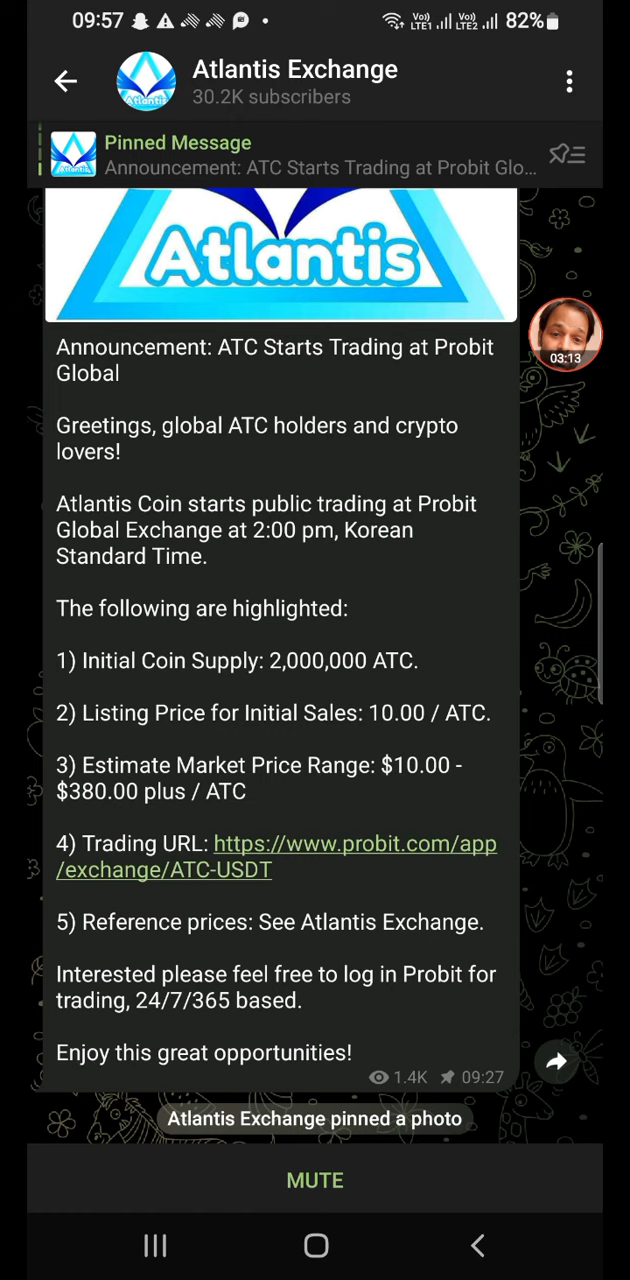 09:57
Vo)) LTE1 Vo)) LTE2 82%
Atlantis Exchange
30.2K subscribers
Pinned Message
Announcement: ATC Starts Trading at Probit Glo...
Atlantis
Atlantis
Atlantis
03:13
Announcement: ATC Starts Trading at Probit
Global
Greetings, global ATC holders and crypto
lovers!
Atlantis Coin starts public trading at Probit
Global Exchange at 2:00 pm, Korean
Standard Time.
The following are highlighted:
1) Initial Coin Supply: 2,000,000 ATC.
2) Listing Price for Initial Sales: 10.00 / ATC.
3) Estimate Market Price Range: $10.00 -
$380.00 plus / ATC
4) Trading URL: https://www.probit.com/app
/exchange/ATC-USDT
5) Reference prices: See Atlantis Exchange.
Interested please feel free to log in Probit for
trading, 24/7/365 based.
Enjoy this great opportunities!
1.4K 09:27
Atlantis Exchange pinned a photo
MUTE